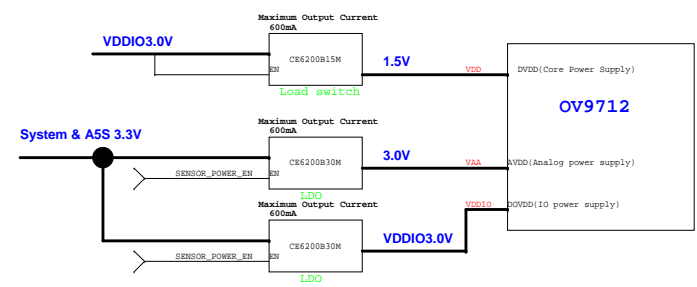 Maximum Output Current
600mA
VDDIO3.0V
CE6200B15M
EN
Load switch
1.5V
VDD
DVDD(Core Power Supply)
OV9712
Maximum Output Current
600mA
System & A5S 3.3V
CE6200B30M
SENSOR_POWER_EN
EN
LDO
3.0V
VAA
AVDD(Analog power supply)
Maximum Output Current
600mA
VDDIO
DOVDD(IO power supply)
CE6200B30M
VDDIO3.0V
SENSOR_POWER_EN
EN
LDO